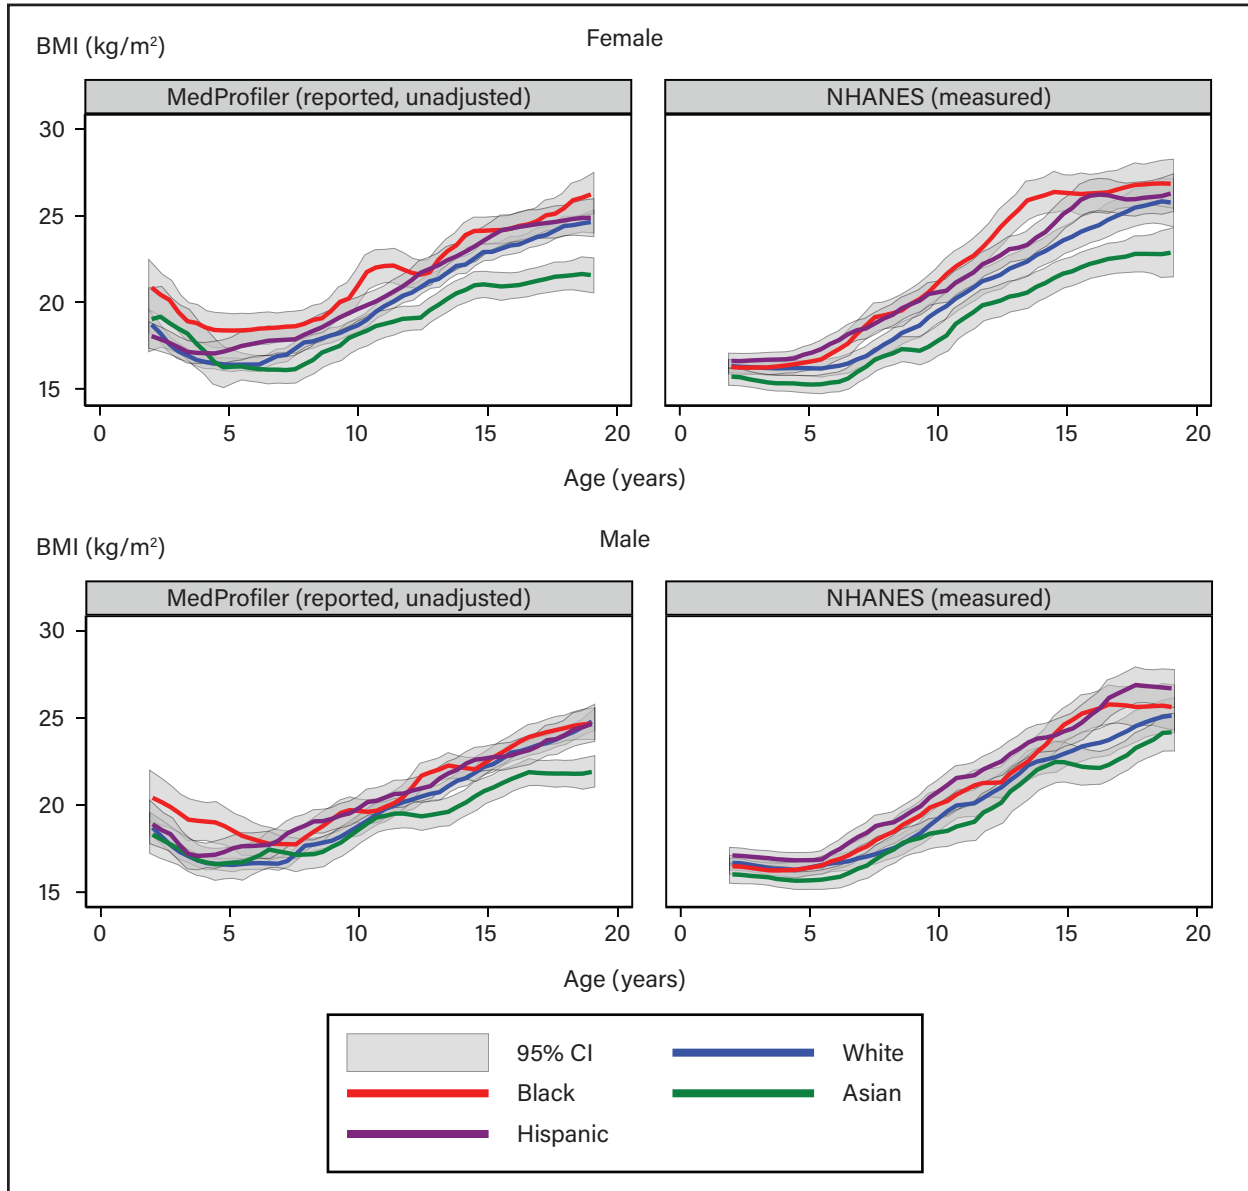 BMI (kg/m²)
Female
MedProfiler (reported, unadjusted)
NHANES (measured)
30
25
20
15
0 5 10 15 20
0 5 10 15 20
Age (years)
BMI (kg/m²)
Male
MedProfiler (reported, unadjusted)
NHANES (measured)
30
25
20
15
0 5 10 15 20
0 5 10 15 20
Age (years)
95% CI
White
Black
Asian
Hispanic